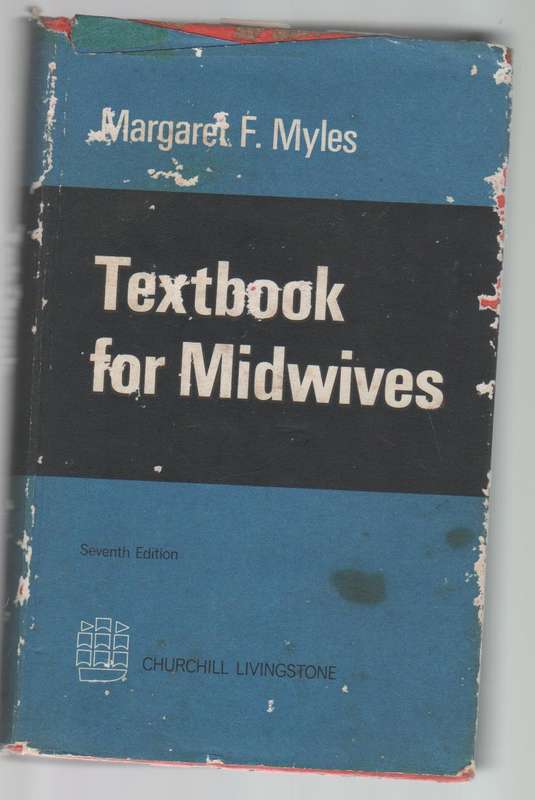 Margaret F. Myles
Textbook
for Midwives
Seventh Edition
CHURCHILL LIVINGSTONE